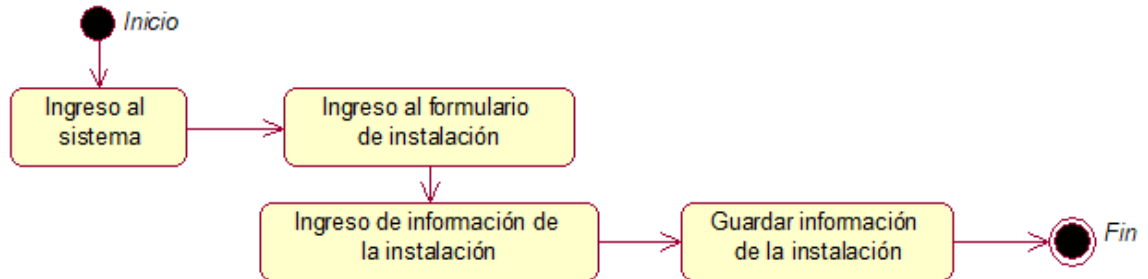 Inicio
Ingreso al
sistema
Ingreso al formulario
de instalación
Ingreso de información de
la instalación
Guardar información
de la instalación
Fin